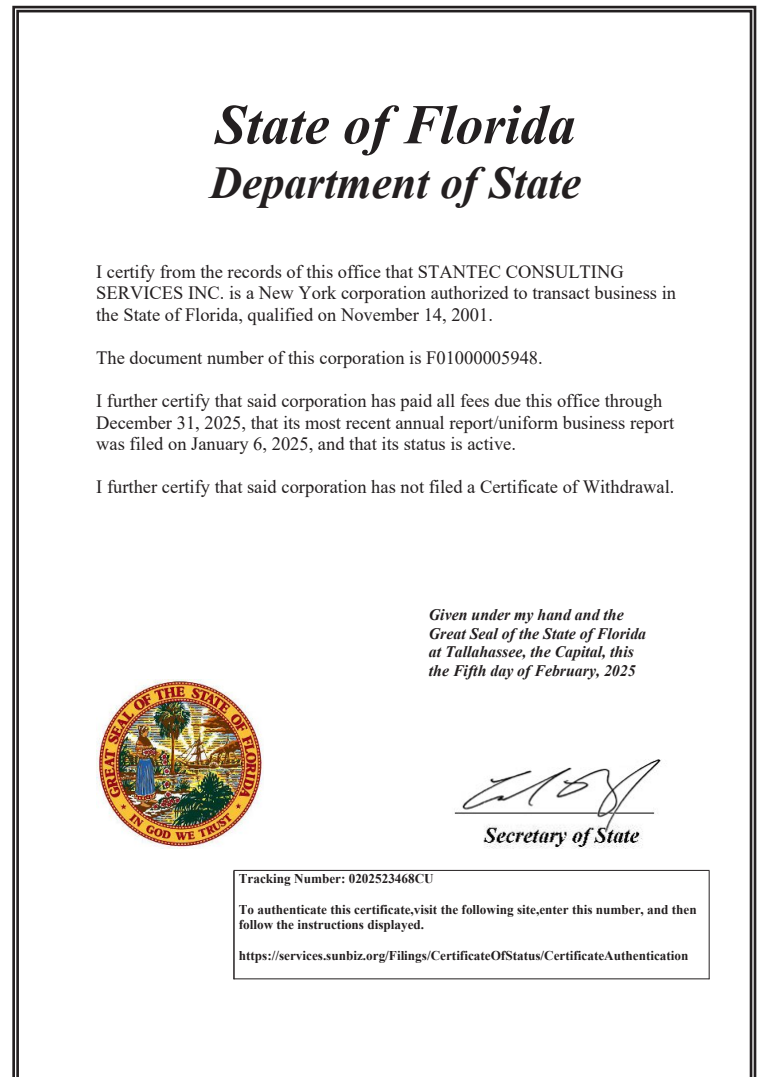 State of Florida
Department of State
I certify from the records of this office that STANTEC CONSULTING
SERVICES INC. is a New York corporation authorized to transact business in
the State of Florida, qualified on November 14, 2001.
The document number of this corporation is F01000005948.
I further certify that said corporation has paid all fees due this office through
December 31, 2025, that its most recent annual report/uniform business report
was filed on January 6, 2025, and that its status is active.
I further certify that said corporation has not filed a Certificate of Withdrawal.
Given under my hand and the
Great Seal of the State of Florida
at Tallahassee, the Capital, this
the Fifth day of February, 2025
GREAT SEAL OF THE STATE OF FLORIDA
IN GOD WE TRUST
Secretary of State
Tracking Number: 0202523468CU
To authenticate this certificate,visit the following site,enter this number, and then
follow the instructions displayed.
https://services.sunbiz.org/Filings/CertificateOfStatus/CertificateAuthentication